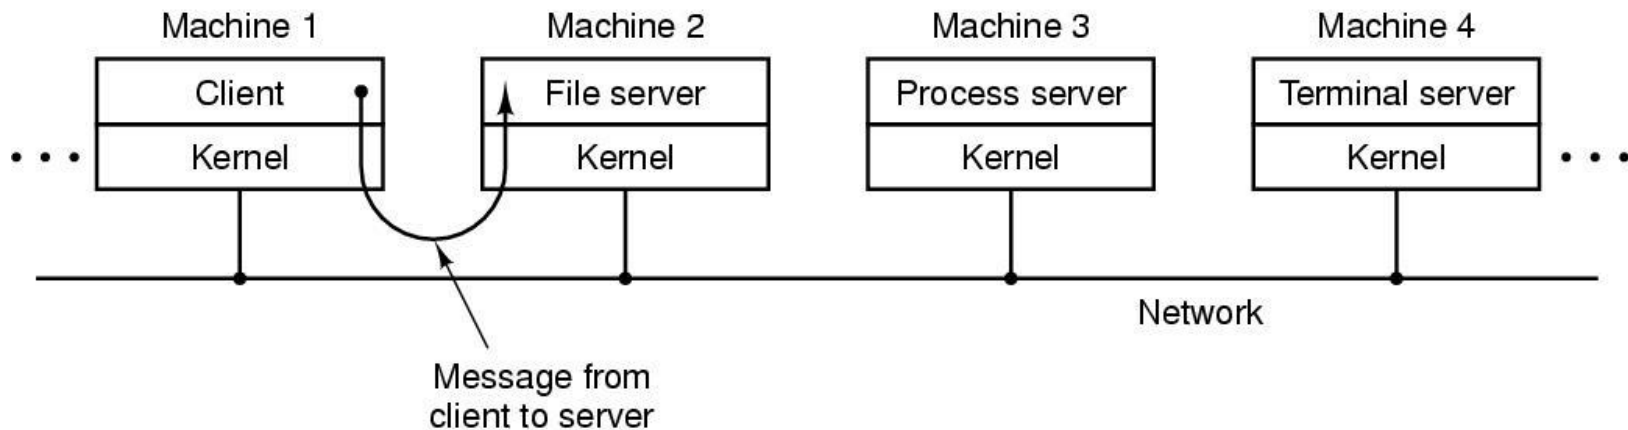 Machine 1
Machine 2
Machine 3
Machine 4
Client
File server
Process server
Terminal server
Kernel
Kernel
Kernel
Kernel
Network
Message from
client to server